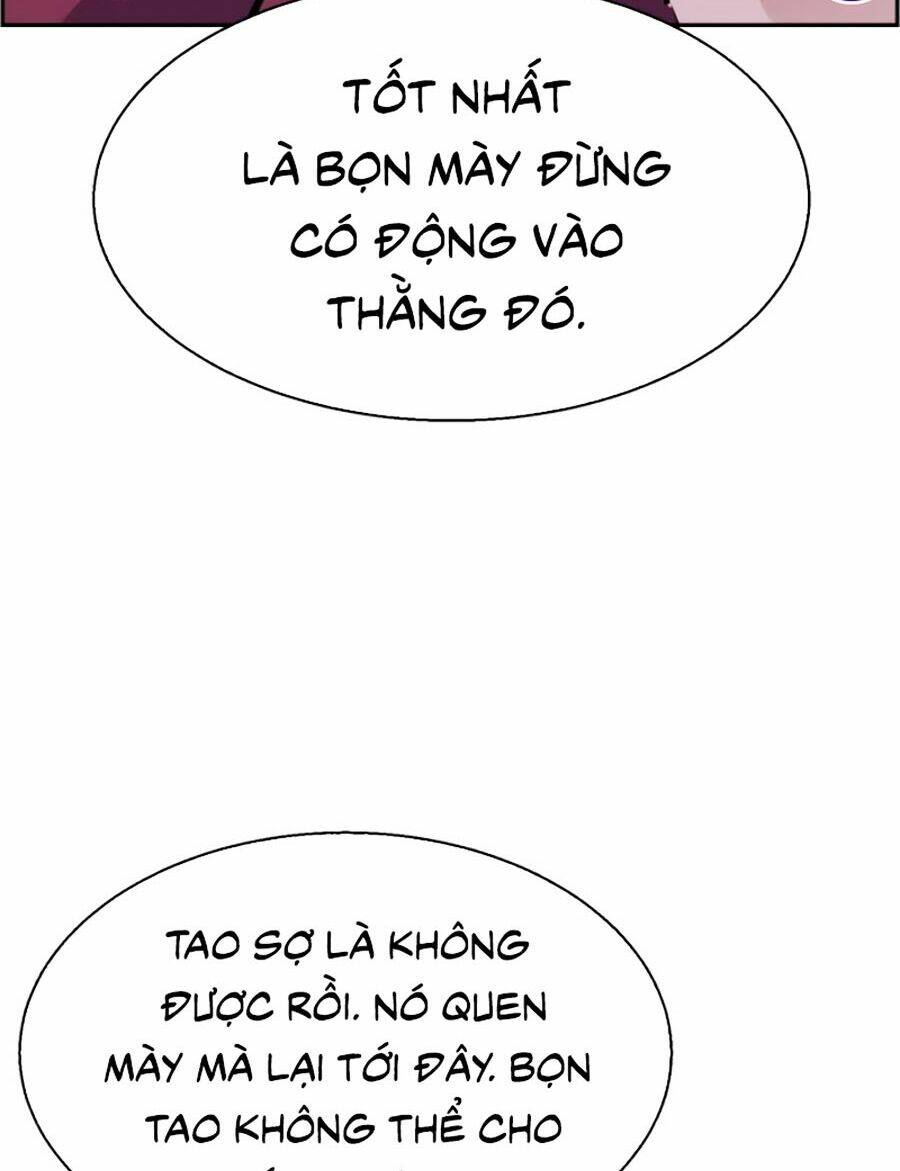 TỐT NHẤT
LÀ BỌN MÀY ĐỪNG
CÓ ĐỘNG VÀO
THẰNG ĐÓ.
TAO SỢ LÀ KHÔNG
ĐƯỢC RỒI. NÓ QUEN
MÀY MÀ LẠI TỚI ĐÂY. BỌN
TAO KHÔNG THỂ CHO